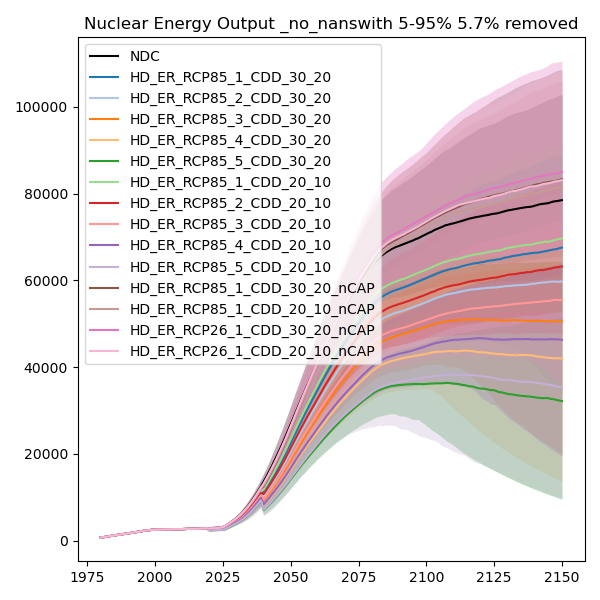 Nuclear Energy Output _no_nanswith 5-95% 5.7% removed
NDC
HD_ER_RCP85_1_CDD_30_20
HD_ER_RCP85_2_CDD_30_20
HD_ER_RCP85_3_CDD_30_20
HD_ER_RCP85_4_CDD_30_20
HD_ER_RCP85_5_CDD_30_20
HD_ER_RCP85_1_CDD_20_10
HD_ER_RCP85_2_CDD_20_10
HD_ER_RCP85_3_CDD_20_10
HD_ER_RCP85_4_CDD_20_10
HD_ER_RCP85_5_CDD_20_10
HD_ER_RCP85_1_CDD_30_20_nCAP
HD_ER_RCP85_1_CDD_20_10_nCAP
HD_ER_RCP26_1_CDD_30_20_nCAP
HD_ER_RCP26_1_CDD_20_10_nCAP
100000
80000
60000
40000
20000
0
1975 2000 2025 2050 2075 2100 2125 2150